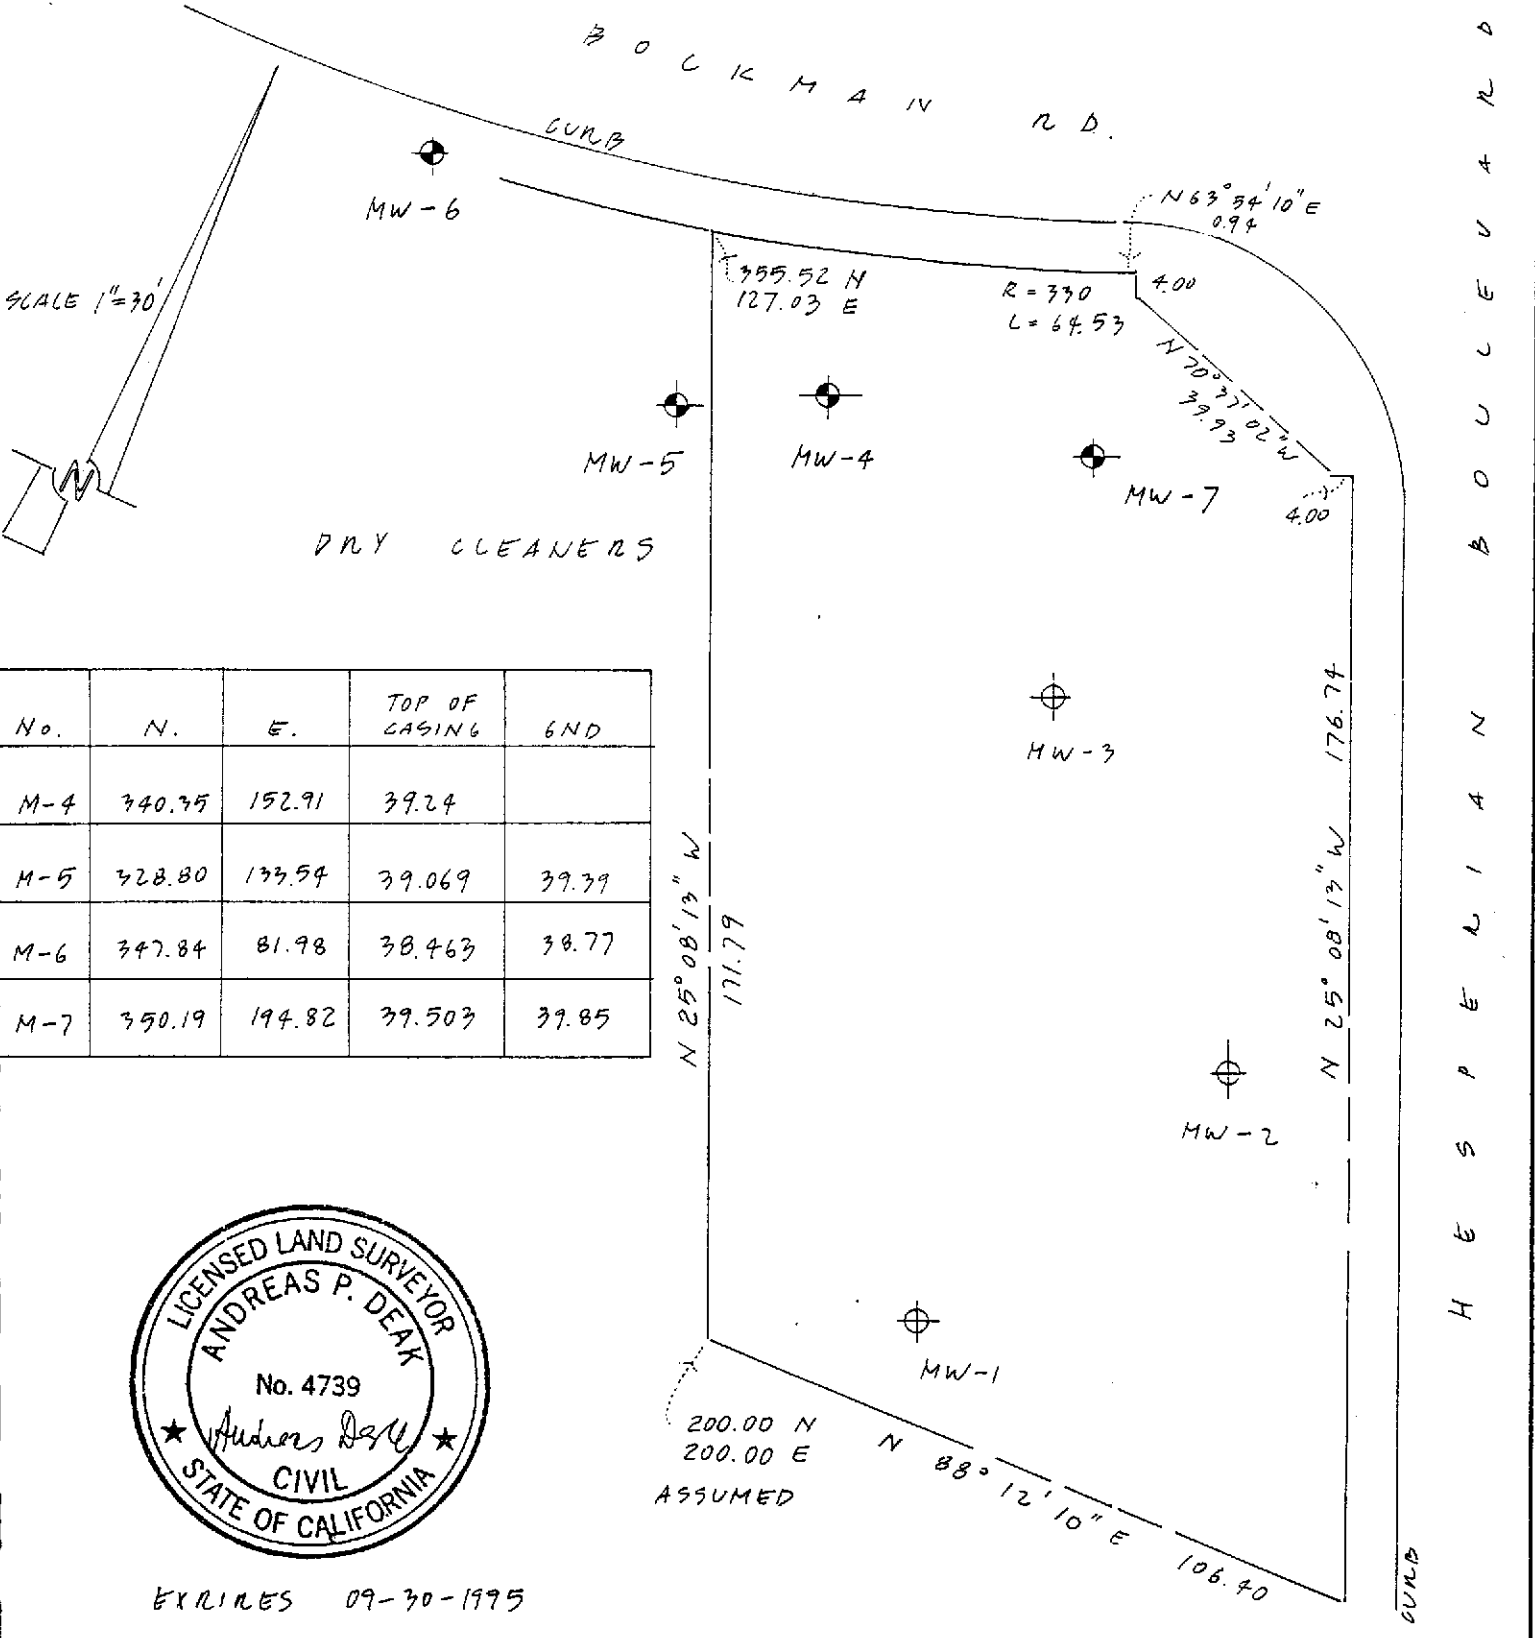 BOCKMAN RD.
CURB
MW-6
N 63° 54' 10" E
0.94
SCALE 1"=30'
355.52 N
127.03 E
R = 330
L = 64.53
4.00
N 70° 37' 02" W
39.93
MW-5
MW-4
MW-7
4.00
N
DRY CLEANERS
HESPERIAN BOULEVARD
No. N. E. TOP OF CASING GND
M-4 340.35 152.91 39.24
M-5 328.80 133.54 39.069 39.39
M-6 347.84 81.98 38.463 38.77
M-7 350.19 194.82 39.503 39.85
MW-3
N 25° 08' 13" W
171.79
N 25° 08' 13" W 176.74
MW-2
MW-1
LICENSED LAND SURVEYOR
ANDREAS P. DEAK
No. 4739
Andreas Deak
CIVIL
STATE OF CALIFORNIA
200.00 N
200.00 E
ASSUMED
N 88° 12' 10" E 106.40
EXPIRES 09-30-1995
CURB